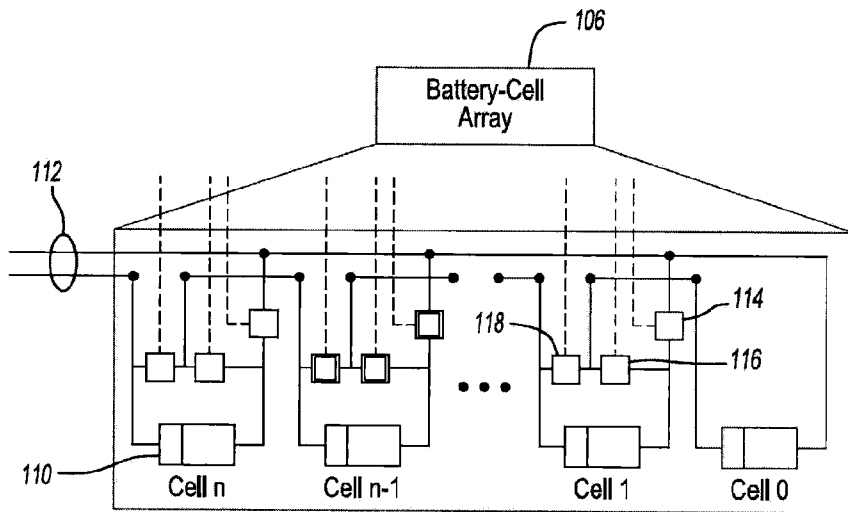 106
Battery-Cell
Array
112
114
118
116
110
Cell n
Cell n-1
Cell 1
Cell 0